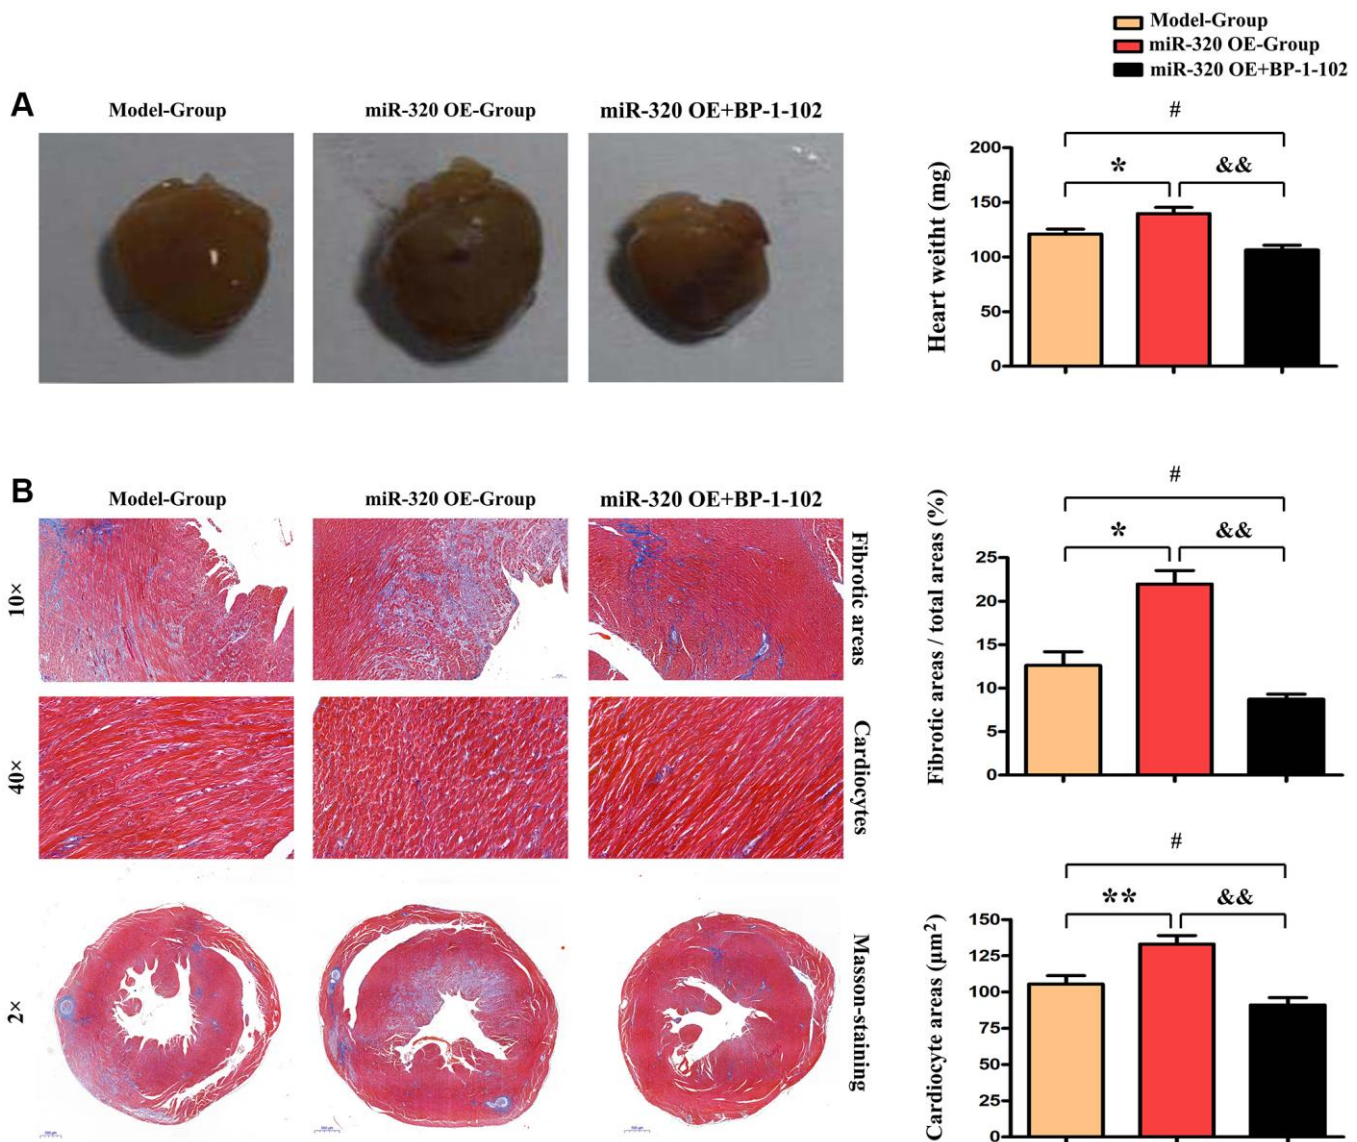 Model-Group
miR-320 OE-Group
miR-320 OE+BP-1-102
A
Model-Group
miR-320 OE-Group
miR-320 OE+BP-1-102
Heart weitht (mg)
200
150
100
50
0
#
*
&&
B
Model-Group
miR-320 OE-Group
miR-320 OE+BP-1-102
10×
Fibrotic areas
40×
Cardiocytes
2×
Masson-staining
Fibrotic areas / total areas (%)
25
20
15
10
5
0
#
*
&&
Cardiocyte areas (µm²)
150
125
100
75
50
25
0
#
**
&&